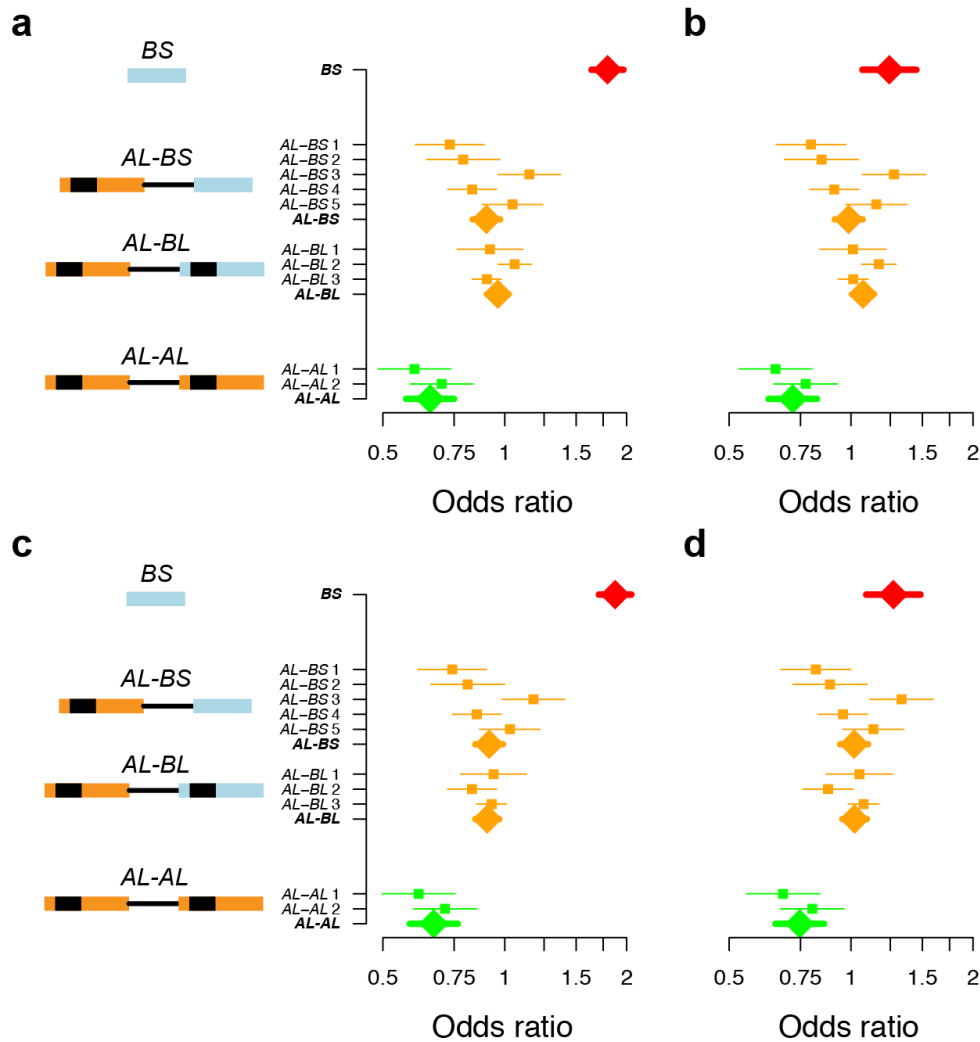 a
b
BS
BS
AL-BS
AL–BS 1
AL–BS 2
AL–BS 3
AL–BS 4
AL–BS 5
AL–BS
AL-BL
AL–BL 1
AL–BL 2
AL–BL 3
AL–BL
AL-AL
AL–AL 1
AL–AL 2
AL–AL
0.5 0.75 1 1.5 2
0.5 0.75 1 1.5 2
Odds ratio
Odds ratio
c
d
BS
BS
AL-BS
AL–BS 1
AL–BS 2
AL–BS 3
AL–BS 4
AL–BS 5
AL–BS
AL-BL
AL–BL 1
AL–BL 2
AL–BL 3
AL–BL
AL-AL
AL–AL 1
AL–AL 2
AL–AL
0.5 0.75 1 1.5 2
0.5 0.75 1 1.5 2
Odds ratio
Odds ratio